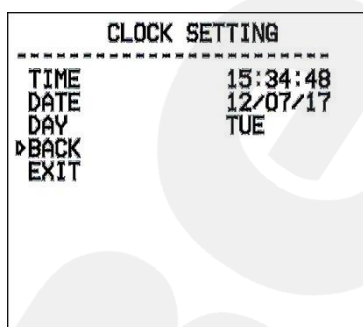 CLOCK SETTING
TIME 15:34:48
DATE 12/07/17
DAY TUE
BACK
EXIT